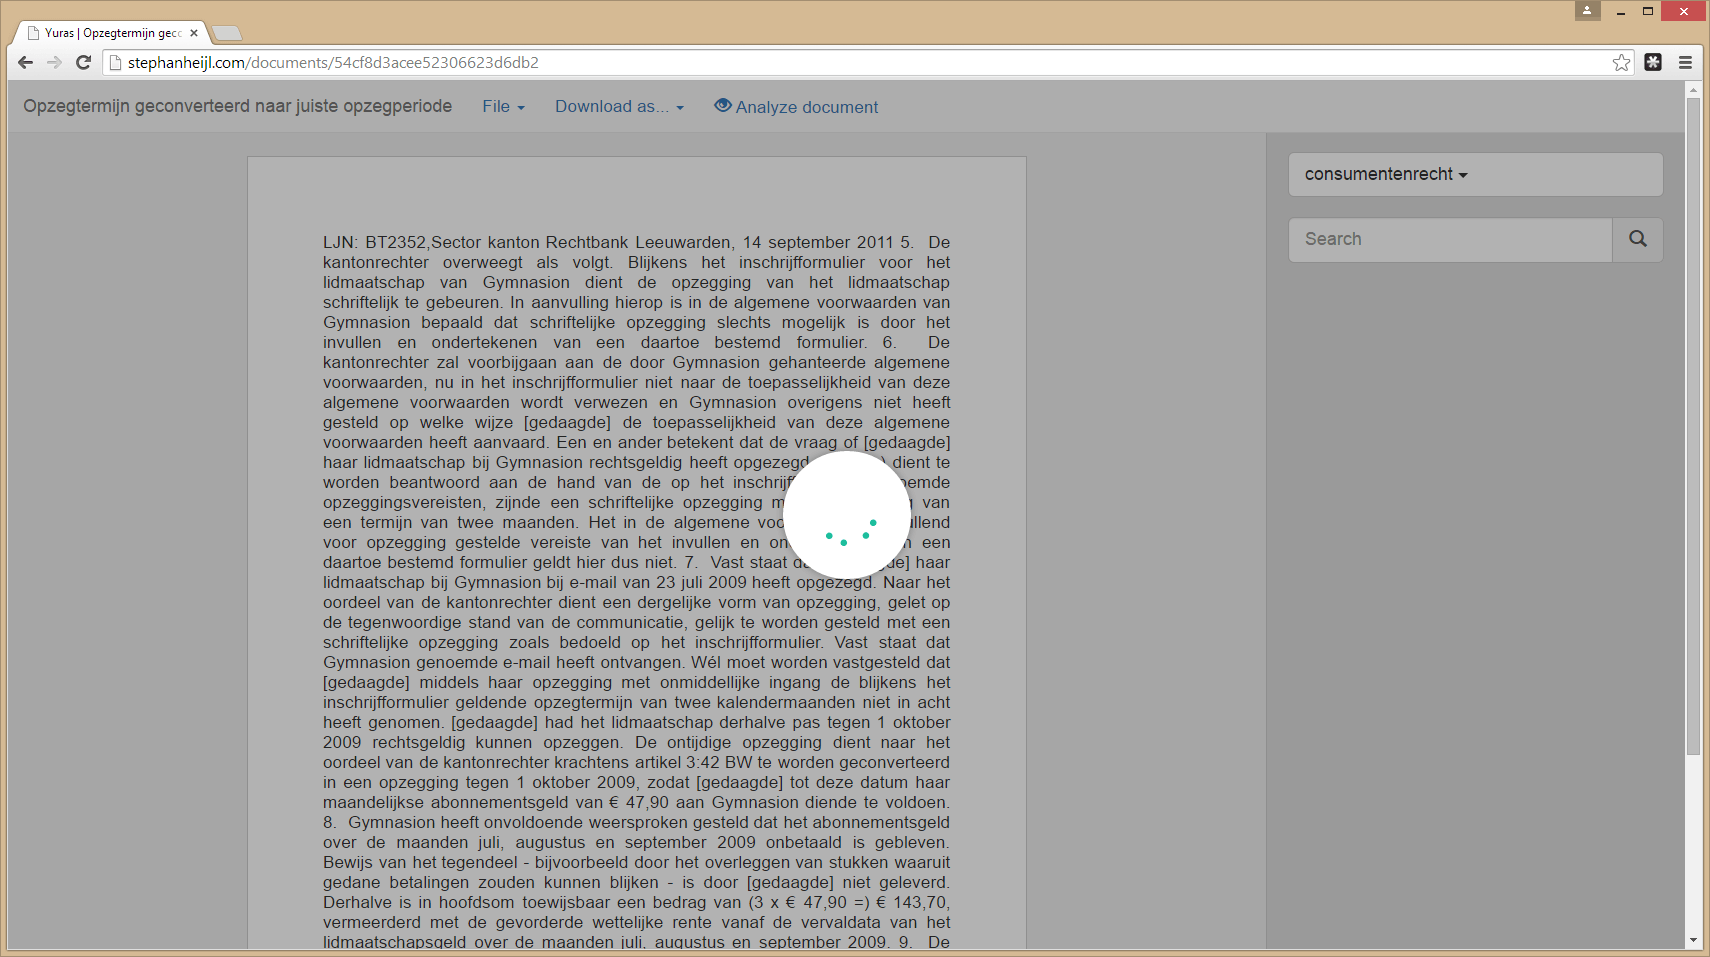 Yuras | Opzegtermijn gec
stephanheijl.com/documents/54cf8d3acee52306623d6db2
Opzegtermijn geconverteerd naar juiste opzegperiode File Download as... Analyze document
consumentenrecht
Search
LJN: BT2352,Sector kanton Rechtbank Leeuwarden, 14 september 2011 5. De
kantonrechter overweegt als volgt. Blijkens het inschrijfformulier voor het
lidmaatschap van Gymnasion dient de opzegging van het lidmaatschap
schriftelijk te gebeuren. In aanvulling hierop is in de algemene voorwaarden van
Gymnasion bepaald dat schriftelijke opzegging slechts mogelijk is door het
invullen en ondertekenen van een daartoe bestemd formulier. 6. De
kantonrechter zal voorbijgaan aan de door Gymnasion gehanteerde algemene
voorwaarden, nu in het inschrijfformulier niet naar de toepasselijkheid van deze
algemene voorwaarden wordt verwezen en Gymnasion overigens niet heeft
gesteld op welke wijze [gedaagde] de toepasselijkheid van deze algemene
voorwaarden heeft aanvaard. Een en ander betekent dat de vraag of [gedaagde]
haar lidmaatschap bij Gymnasion rechtsgeldig heeft opgezegd dient te
worden beantwoord aan de hand van de op het
opzeggingsvereisten, zijnde een schriftelijke opzegging van
een termijn van twee maanden. Het in de algemene
voor opzegging gestelde vereiste van het invullen en een
daartoe bestemd formulier geldt hier dus niet. 7. Vast staat haar
lidmaatschap bij Gymnasion bij e-mail van 23 juli 2009 heeft opgezegd. Naar het
oordeel van de kantonrechter dient een dergelijke vorm van opzegging, gelet op
de tegenwoordige stand van de communicatie, gelijk te worden gesteld met een
schriftelijke opzegging zoals bedoeld op het inschrijfformulier. Vast staat dat
Gymnasion genoemde e-mail heeft ontvangen. Wél moet worden vastgesteld dat
[gedaagde] middels haar opzegging met onmiddellijke ingang de blijkens het
inschrijfformulier geldende opzegtermijn van twee kalendermaanden niet in acht
heeft genomen. [gedaagde] had het lidmaatschap derhalve pas tegen 1 oktober
2009 rechtsgeldig kunnen opzeggen. De ontijdige opzegging dient naar het
oordeel van de kantonrechter krachtens artikel 3:42 BW te worden geconverteerd
in een opzegging tegen 1 oktober 2009, zodat [gedaagde] tot deze datum haar
maandelijkse abonnementsgeld van € 47,90 aan Gymnasion diende te voldoen.
8. Gymnasion heeft onvoldoende weersproken gesteld dat het abonnementsgeld
over de maanden juli, augustus en september 2009 onbetaald is gebleven.
Bewijs van het tegendeel - bijvoorbeeld door het overleggen van stukken waaruit
gedane betalingen zouden kunnen blijken - is door [gedaagde] niet geleverd.
Derhalve is in hoofdsom toewijsbaar een bedrag van (3 x € 47,90 =) € 143,70,
vermeerderd met de gevorderde wettelijke rente vanaf de vervaldata van het
lidmaatschapsgeld over de maanden juli, augustus en september 2009. 9. De